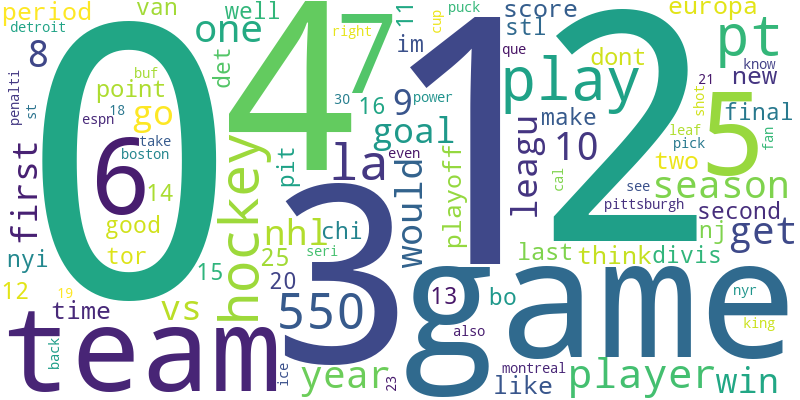 period
van
well
7
11
cup
puck
score
europa
detroit
one
im
right
stl
pt
0
4
1
2
8
det
que
dont
know
buf
play
new
point
30
16
9
power
21
penalti
st
espn
18
go
goal
make
shot
5
final
6
take
pit
la
even
leagu
10
leaf
pick
fan
boston
first
hockey
would
playoff
two
14
cal
see
season
good
3
pittsburgh
second
nhl
chi
nj
get
tor
nyi
25
seri
last
think
divis
15
20
12
19
vs
550
13
bo
nyr
time
game
team
also
king
back
ice
year
23
montreal
like
player
win